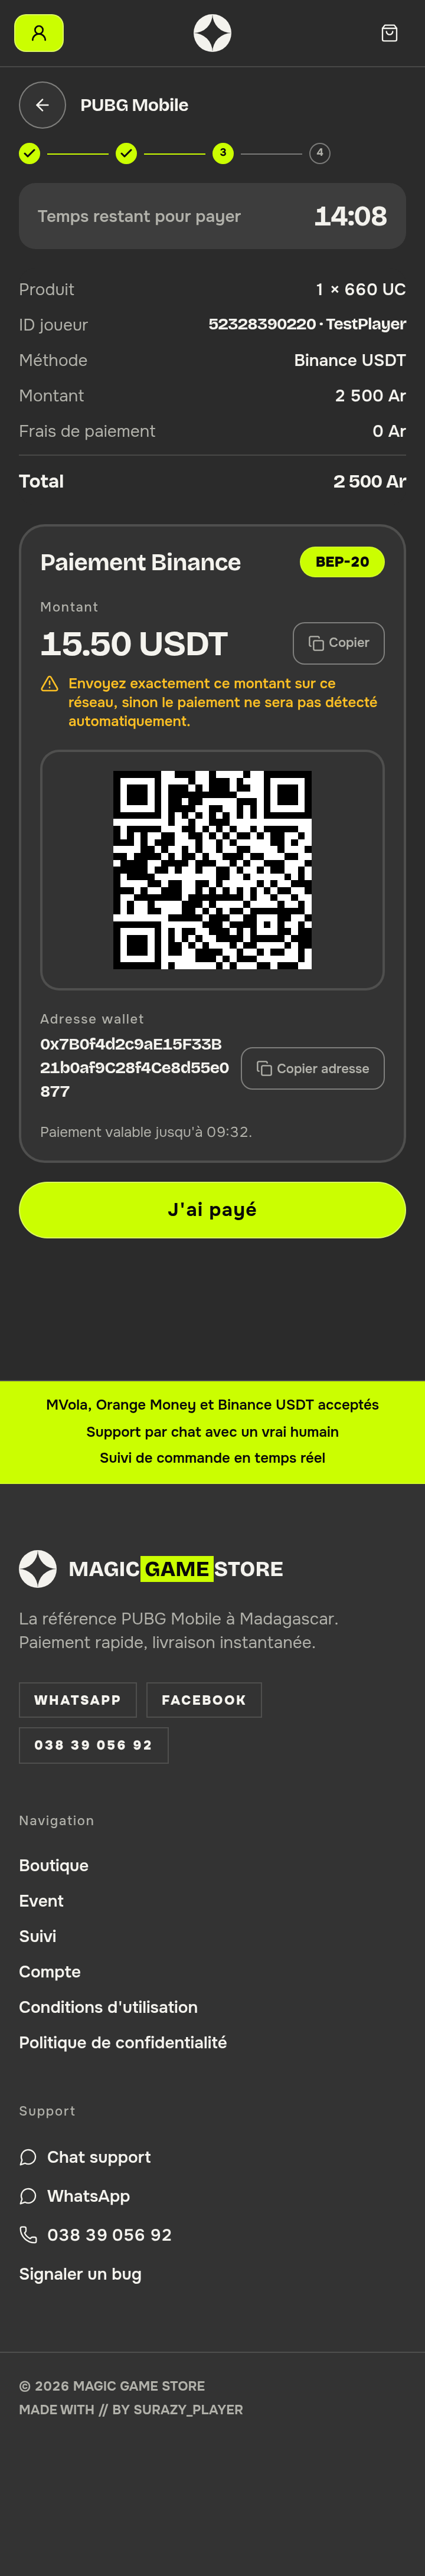 PUBG Mobile
3
4
Temps restant pour payer 14:08
Produit 1 × 660 UC
ID joueur 52328390220 · TestPlayer
Méthode Binance USDT
Montant 2 500 Ar
Frais de paiement 0 Ar
Total 2 500 Ar
Paiement Binance BEP-20
Montant
15.50 USDT Copier
Envoyez exactement ce montant sur ce
réseau, sinon le paiement ne sera pas détecté
automatiquement.
Adresse wallet
0x7B0f4d2c9aE15F33B
21b0af9C28f4Ce8d55e0
877
Copier adresse
Paiement valable jusqu'à 09:32.
J'ai payé
MVola, Orange Money et Binance USDT acceptés
Support par chat avec un vrai humain
Suivi de commande en temps réel
MAGIC GAME STORE
La référence PUBG Mobile à Madagascar.
Paiement rapide, livraison instantanée.
WHATSAPP FACEBOOK
038 39 056 92
Navigation
Boutique
Event
Suivi
Compte
Conditions d'utilisation
Politique de confidentialité
Support
Chat support
WhatsApp
038 39 056 92
Signaler un bug
© 2026 MAGIC GAME STORE
MADE WITH // BY SURAZY_PLAYER